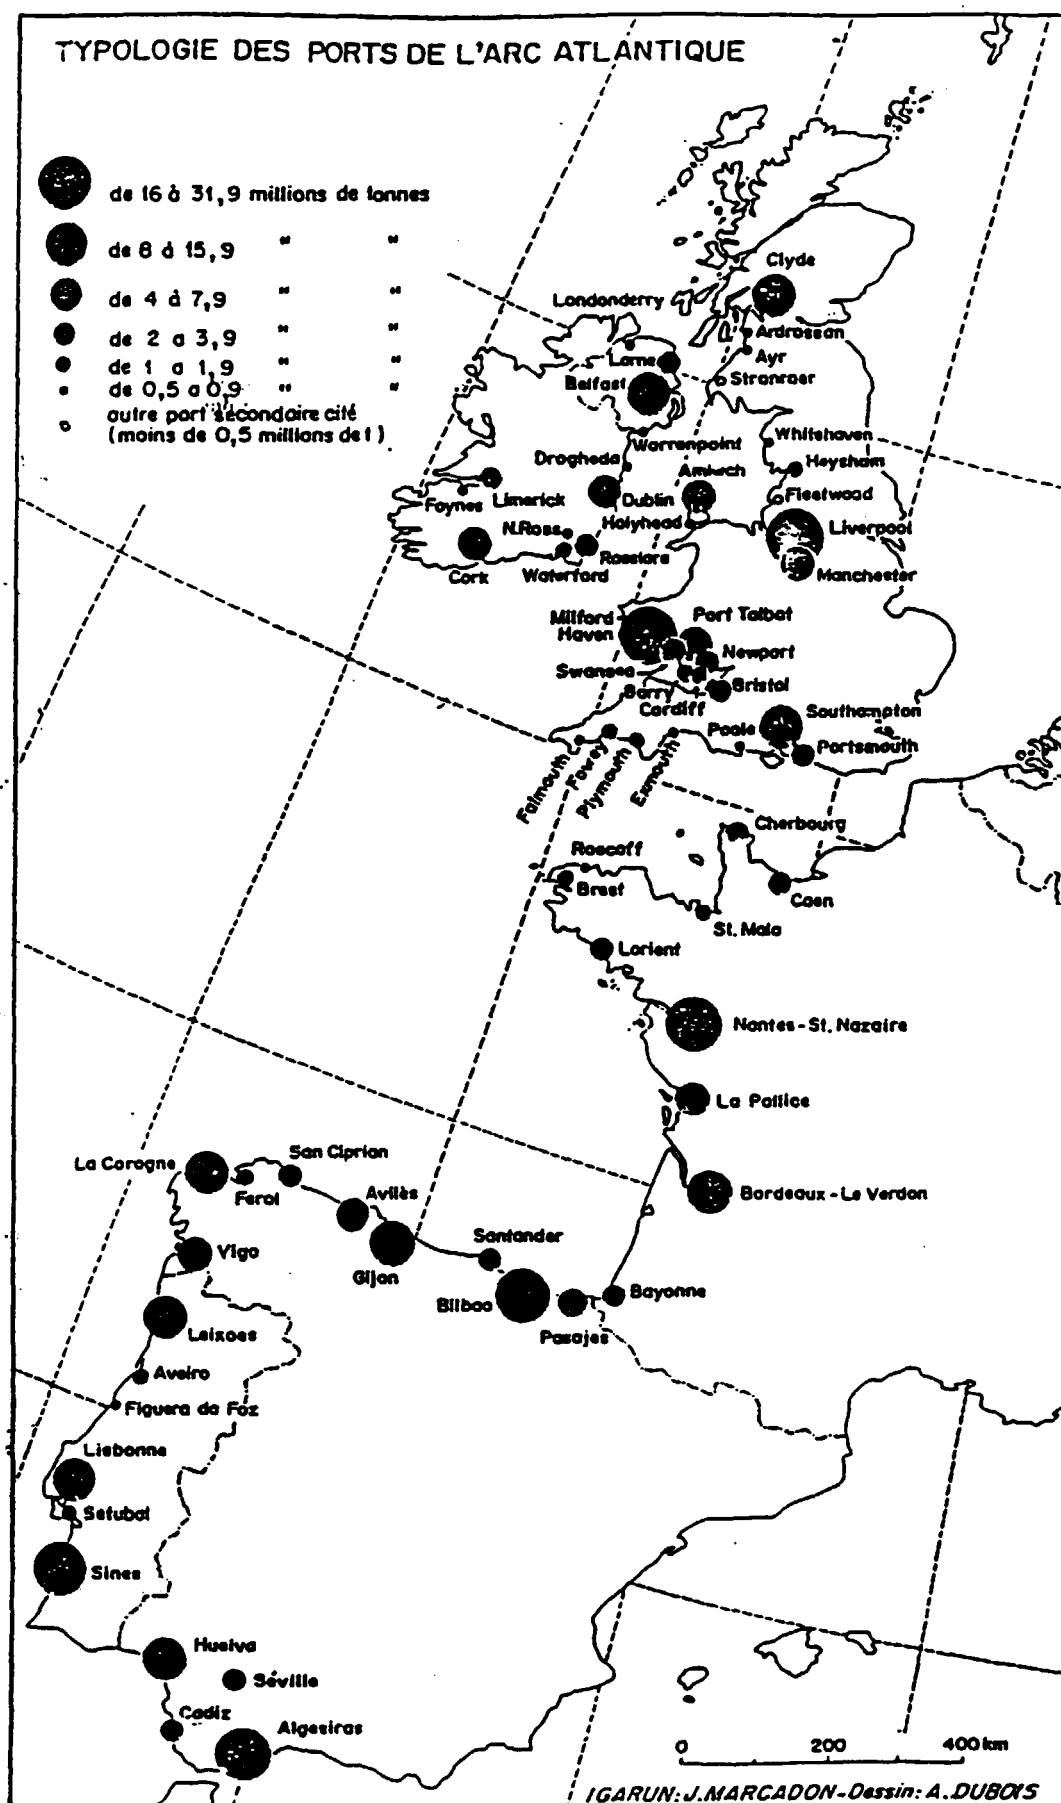 TYPOLOGIE DES PORTS DE L'ARC ATLANTIQUE
de 16 à 31,9 millions de tonnes
de 8 à 15,9 " "
de 4 à 7,9 " "
de 2 a 3,9 " "
de 1 a 1,9 " "
de 0,5 a 0,9 " "
autre port secondaire cité
(moins de 0,5 millions de t)
Clyde
Londonderry
Ardrossan
Larne
Ayr
Belfast
Stranraer
Warrenpoint
Whitehaven
Drogheda
Amlwch
Heysham
Foynes
Limerick
Dublin
Fleetwood
Holyhead
Liverpool
N.Ross
Rosslare
Cork
Waterford
Manchester
Milford
Haven
Port Talbot
Newport
Swansea
Barry
Bristol
Cardiff
Southampton
Poole
Portsmouth
Falmouth
Fowey
Plymouth
Exmouth
Cherbourg
Roscoff
Brest
Caen
St. Malo
Lorient
Nantes-St. Nazaire
La Pallice
San Ciprian
La Corogne
Ferol
Avilès
Bordeaux-Le Verdon
Santander
Vigo
Gijon
Bayonne
Bilbao
Pasajes
Leixoes
Aveiro
Figuera da Foz
Lisbonne
Setubal
Sines
Huelva
Séville
Cadiz
Algesiras
0 200 400 km
IGARUN: J.MARCADON-Dessin: A.DUBOIS